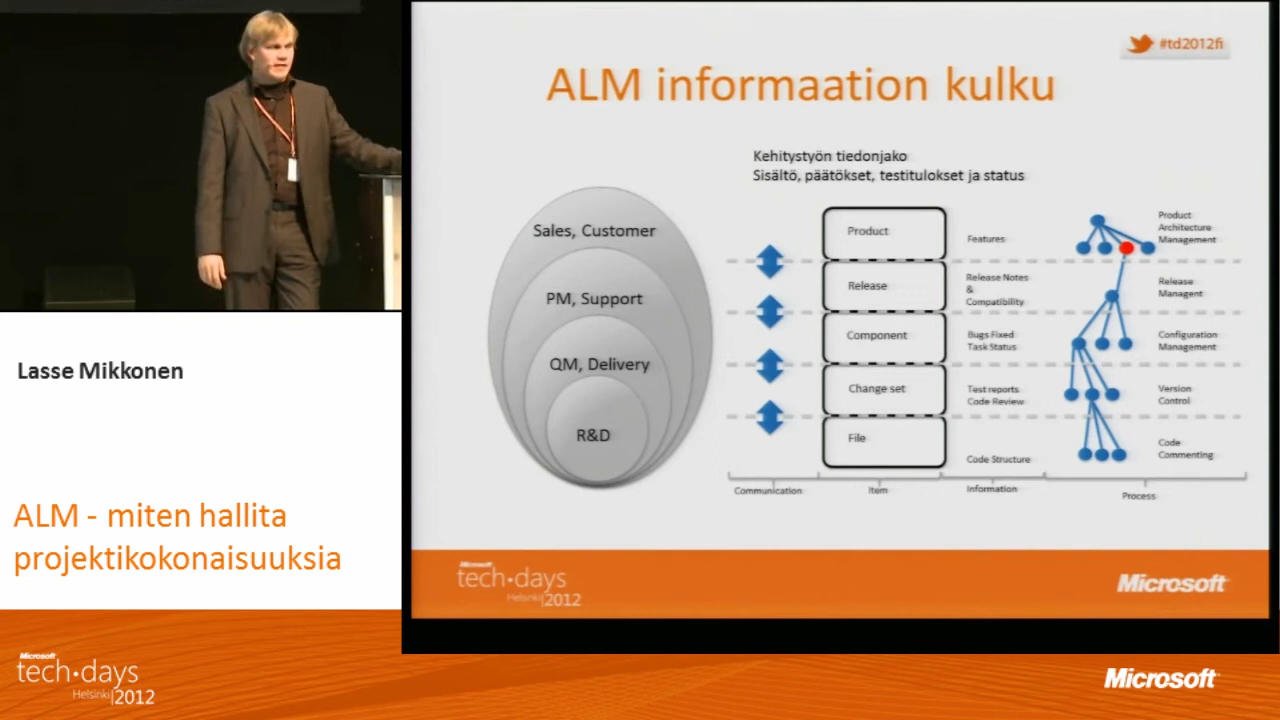 #td2012fi
ALM informaation kulku
Kehitystyön tiedonjako
Sisältö, päätökset, testitulokset ja status
Sales, Customer
PM, Support
QM, Delivery
R&D
Product
Release
Component
Change set
File
Features
Release Notes
&
Compatibility
Bugs Fixed
Task Status
Test reports
Code Review
Code Structure
Product
Architecture
Management
Release
Managent
Configuration
Management
Version
Control
Code
Commenting
Communication
Item
Information
Process
Microsoft
tech·days
Helsinki|2012
Microsoft
Lasse Mikkonen
ALM - miten hallita
projektikokonaisuuksia
Microsoft
tech·days
Helsinki|2012
Microsoft